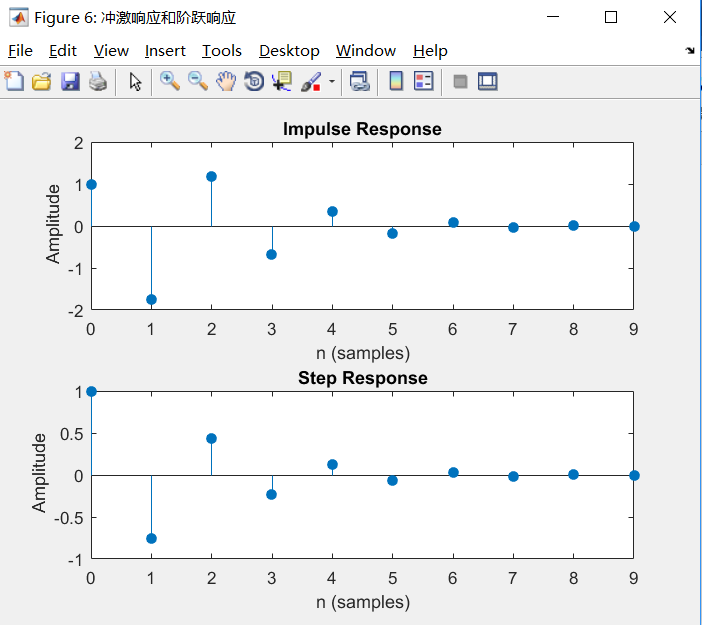 Figure 6: 冲激响应和阶跃响应
File Edit View Insert Tools Desktop Window Help
Impulse Response
2
1
0
-1
-2
Amplitude
0 1 2 3 4 5 6 7 8 9
n (samples)
Step Response
1
0.5
0
-0.5
-1
Amplitude
0 1 2 3 4 5 6 7 8 9
n (samples)